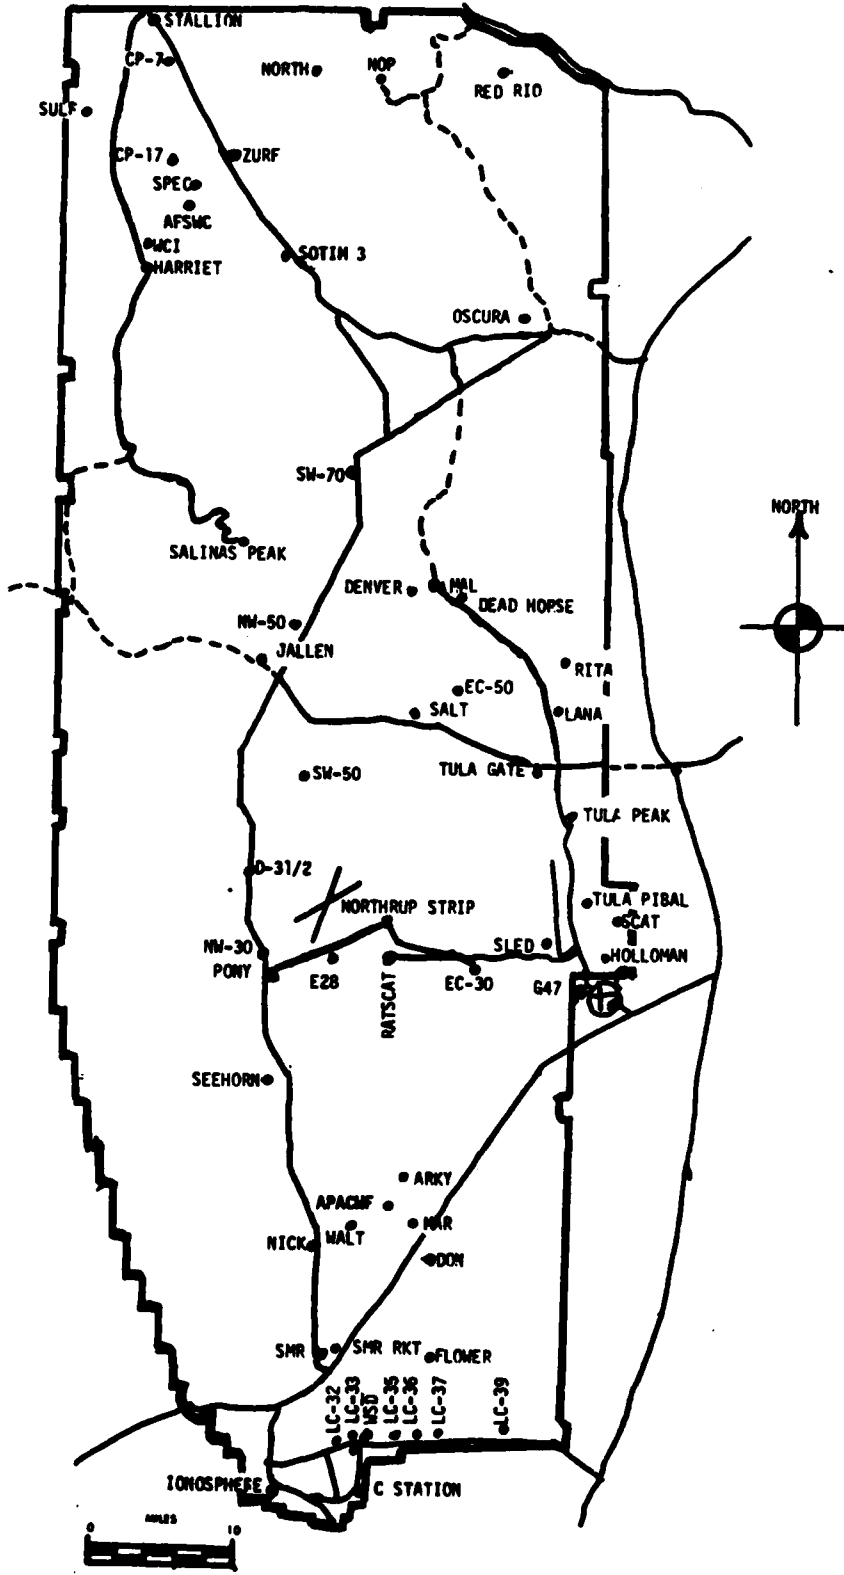 STALLION
CP-7
NORTH
NOP
RED RIO
SULF
CP-17
ZURF
SPEC
AFSWC
WCI
HARRIET
SOTIM 3
OSCURA
SW-70
NORTH
SALINAS PEAK
DENVER
MAL
DEAD HORSE
NW-50
JALLEN
RITA
EC-50
SALT
LANA
SW-50
TULA GATE
TULA PEAK
D-31/2
NORTHRUP STRIP
TULA PIBAL
SCAT
NW-30
SLED
HOLLOMAN
PONY
E28
RATSCAT
EC-30
G47
SEEHORN
ARKY
APACHE
MAR
NICK
WALT
DON
SMR
SMR RKT
FLOWER
LC-32
LC-33
WSD
LC-35
LC-36
LC-37
LC-39
IONOSPHERE
C STATION
0 MILES 10